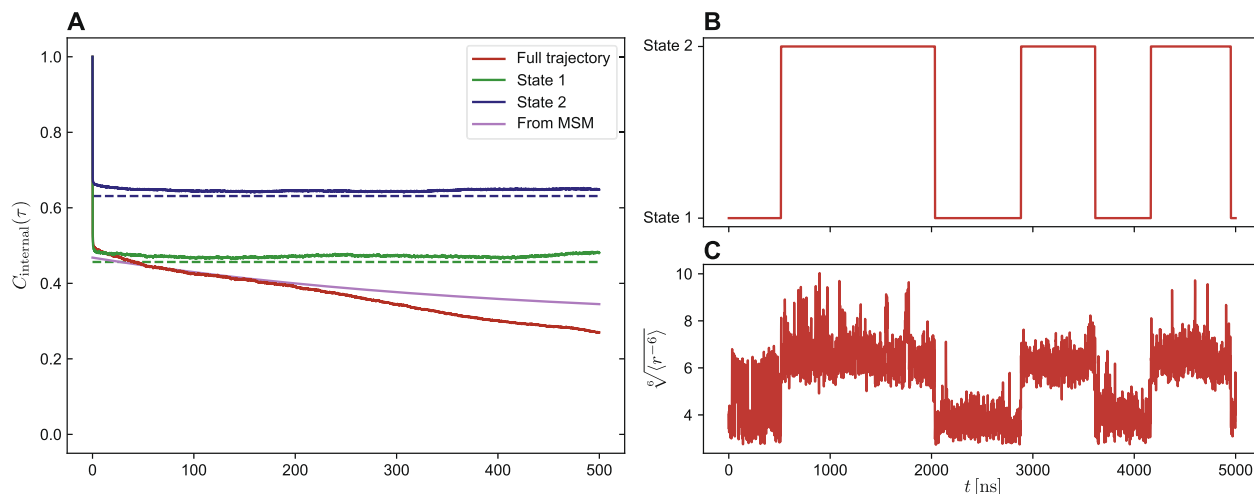 A
1.0
0.8
0.6
0.4
0.2
0.0
C_internal(τ)
Full trajectory
State 1
State 2
From MSM
0
100
200
300
400
500
B
State 2
State 1
C
10
8
6
4
⁶√⟨r⁻⁶⟩
0
1000
2000
3000
4000
5000
t [ns]